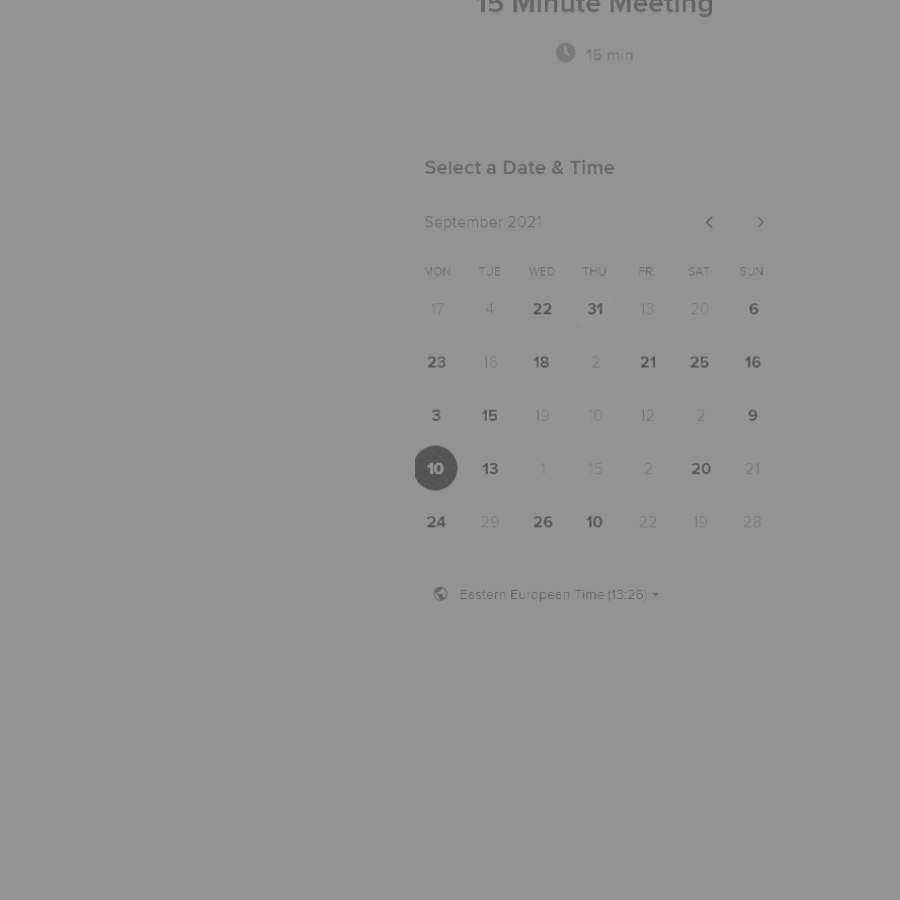 15 Minute Meeting
15 min
Select a Date & Time
September 2021
MON TUE WED THU FRI SAT SUN
17 4 22 31 13 20 6
23 16 18 2 21 25 16
3 15 19 10 12 2 9
10 13 1 15 2 20 21
24 29 26 10 22 19 28
Eastern European Time (13:26)